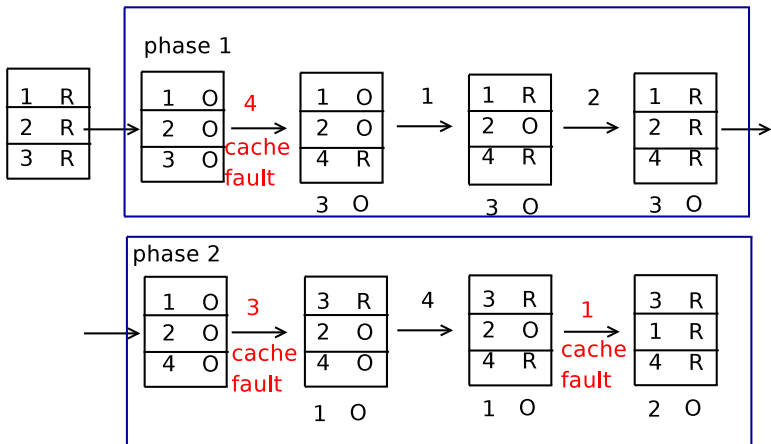 phase 1
1 R
2 R
3 R
1 O
2 O
3 O
4
cache
fault
1 O
2 O
4 R
3 O
1
1 R
2 O
4 R
3 O
2
1 R
2 R
4 R
3 O
phase 2
1 O
2 O
4 O
3
cache
fault
3 R
2 O
4 O
1 O
4
3 R
2 O
4 R
1 O
1
cache
fault
3 R
1 R
4 R
2 O